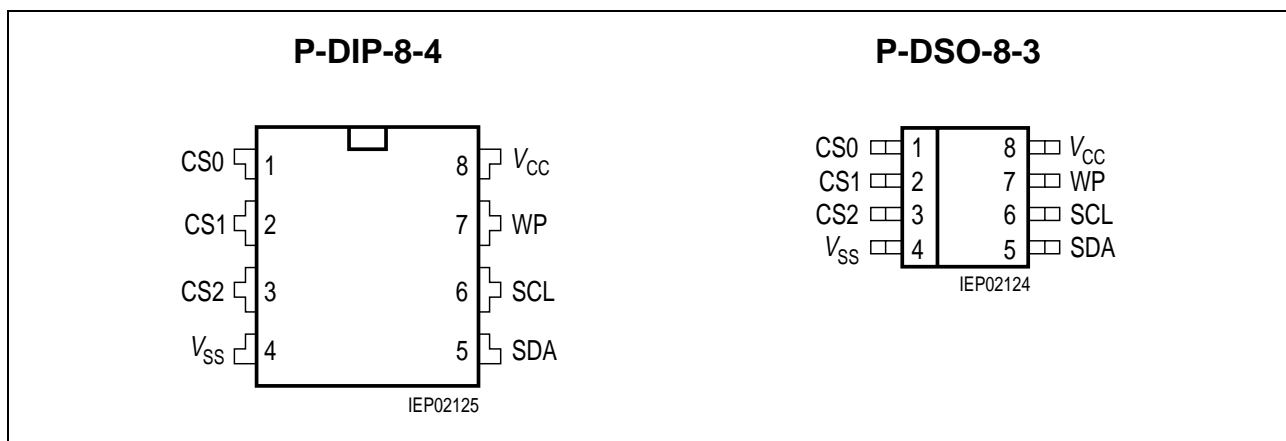 P-DIP-8-4
CS0 1 8 VCC
CS1 2 7 WP
CS2 3 6 SCL
VSS 4 5 SDA
IEP02125
P-DSO-8-3
CS0 1 8 VCC
CS1 2 7 WP
CS2 3 6 SCL
VSS 4 5 SDA
IEP02124